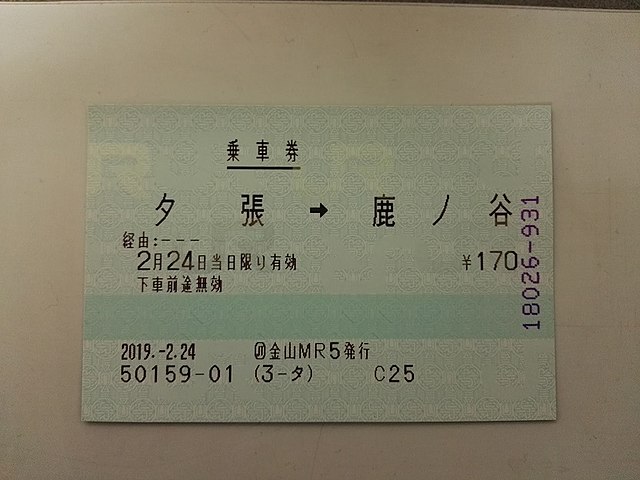 乗車券
夕張 → 鹿ノ谷
経由:---
2月24日当日限り有効 ¥170
下車前途無効
2019.-2.24 ㊊金山MR5発行
50159-01 (3-タ) C25
18026-931